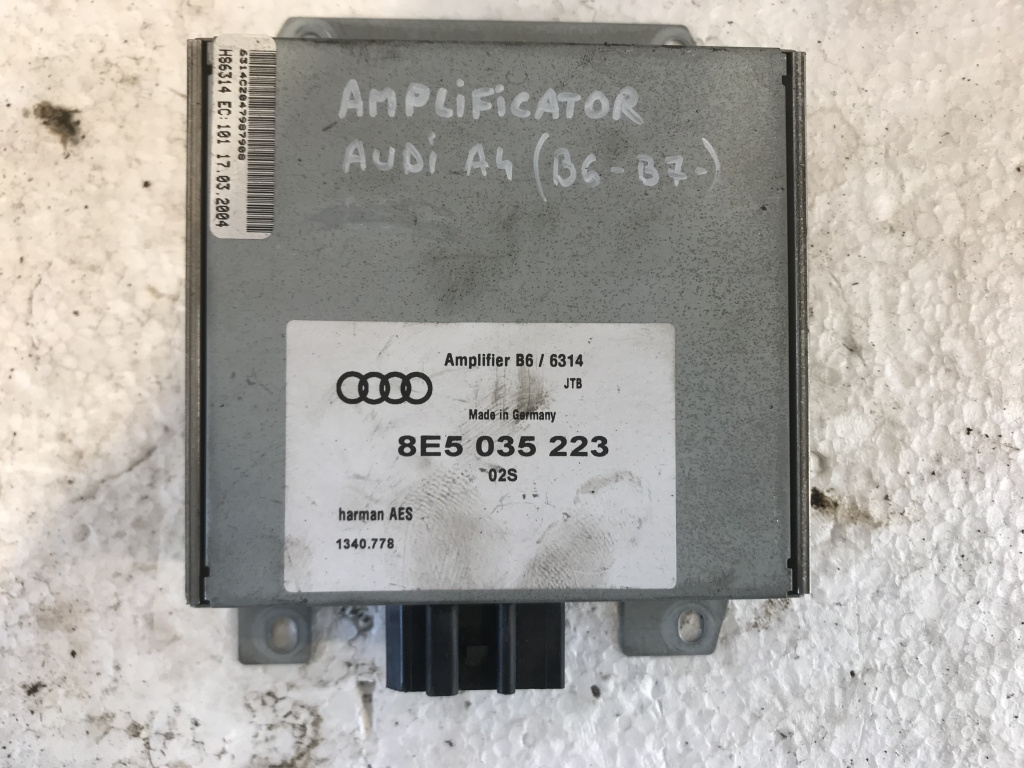 6314C28047987908
H86314 EC: 101 17.03.2004
AMPLiFiCATOR
AUDi A4 (B6-B7-)
Amplifier B6 / 6314
JTB
Made in Germany
8E5 035 223
02S
harman AES
1340.778